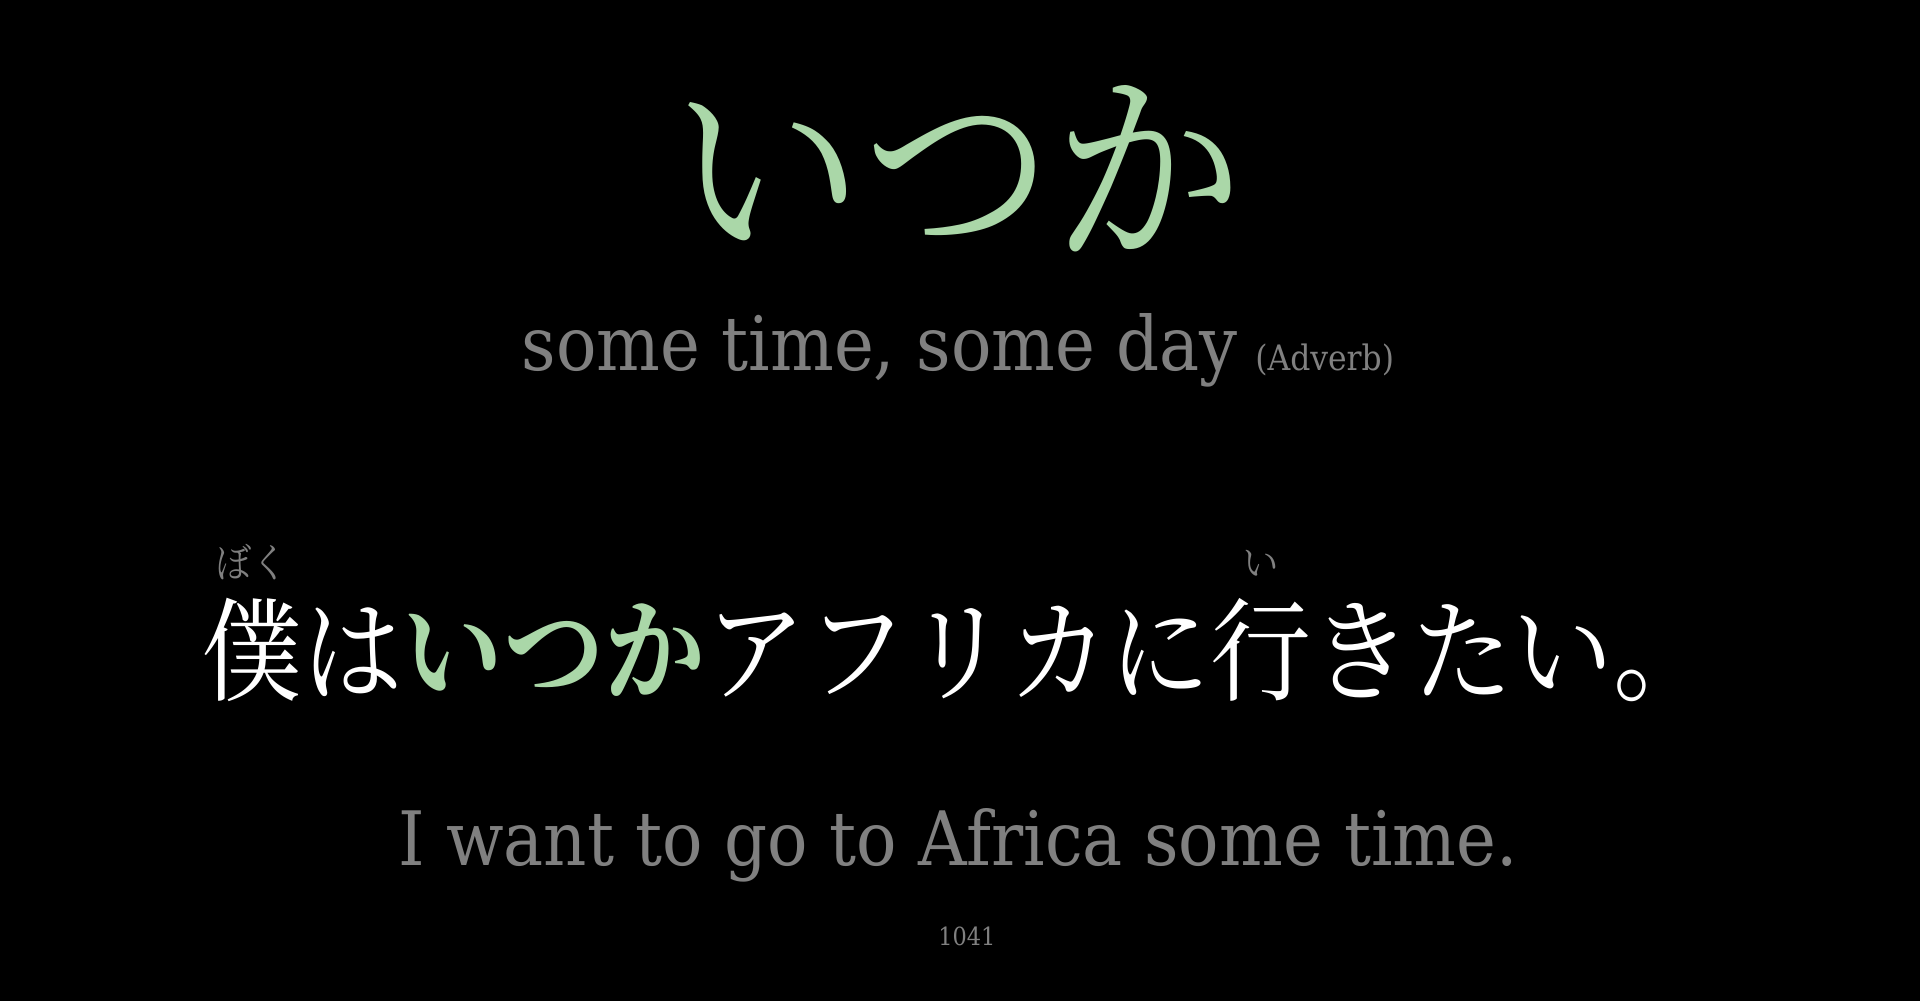 いつか
some time, some day (Adverb)
ぼく い
僕はいつかアフリカに行きたい。
I want to go to Africa some time.
1041